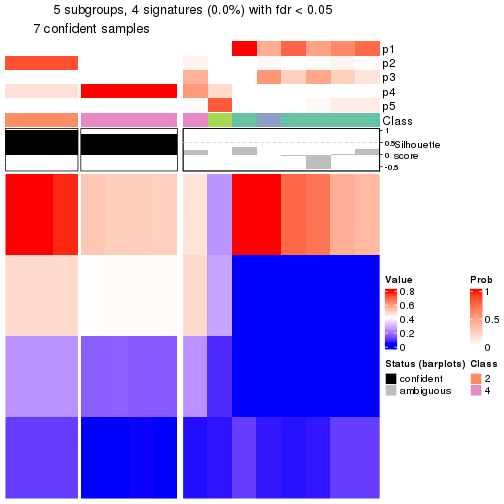 5 subgroups, 4 signatures (0.0%) with fdr < 0.05
7 confident samples
p1
p2
p3
p4
p5
Class
1
0.5
0
-0.5
Silhouette
score
Value
0.8
0.6
0.4
0.2
0
Prob
1
0.5
0
Status (barplots)
confident
ambiguous
Class
2
4